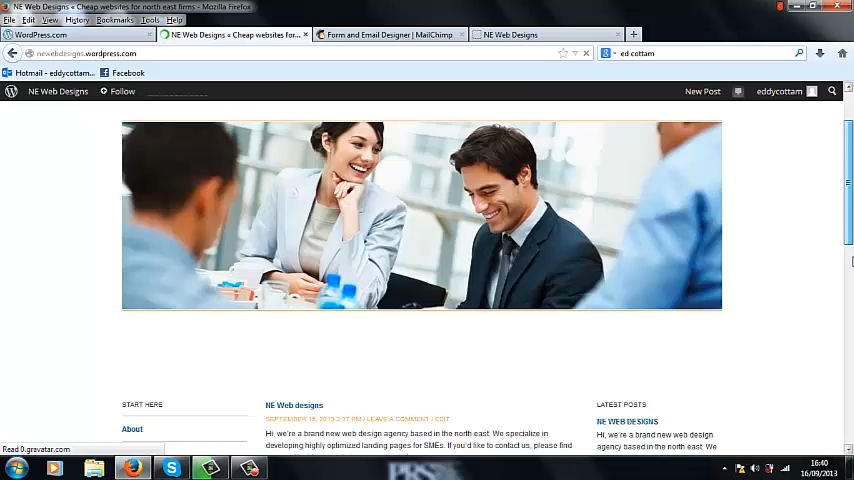 NE Web Designs « Cheap websites for north east firms - Mozilla Firefox
File Edit View History Bookmarks Tools Help
WordPress.com
NE Web Designs « Cheap websites for...
Form and Email Designer | MailChimp
NE Web Designs
newebdesigns.wordpress.com
ed cottam
Hotmail - eddycottam...
Facebook
NE Web Designs
Follow
New Post
eddycottam
START HERE
About
NE Web designs
SEPTEMBER 16, 2013 3:37 PM / LEAVE A COMMENT / EDIT
Hi, we're a brand new web design agency based in the north east. We specialize in
developing highly optimized landing pages for SMEs. If you'd like to contact us, please find
LATEST POSTS
NE WEB DESIGNS
Hi, we're a brand new web design
agency based in the north east. We
Read 0.gravatar.com
16:40
16/09/2013